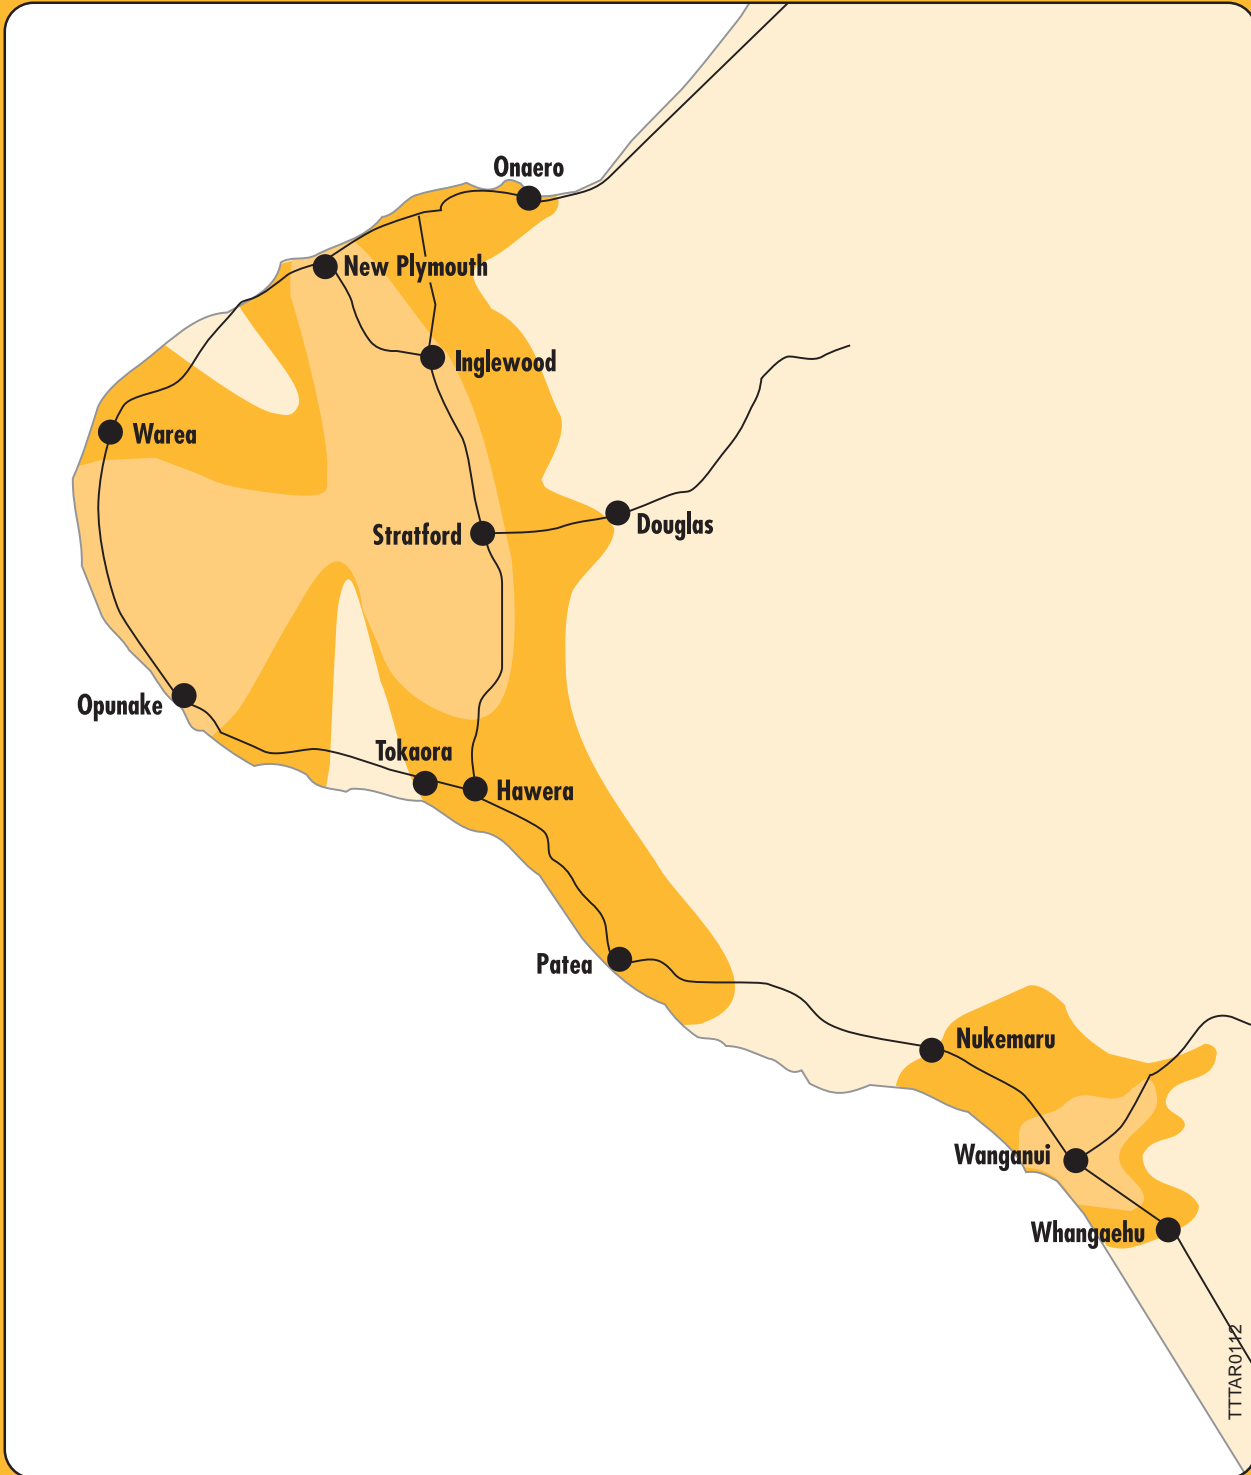 Onaero
New Plymouth
Inglewood
Warea
Stratford
Douglas
Opunake
Tokaora
Hawera
Patea
Nukemaru
Wanganui
Whangaehu
TTTAR0112